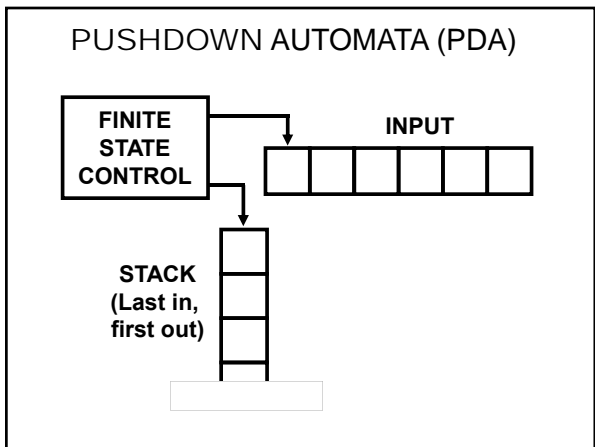 PUSHDOWN AUTOMATA (PDA)
FINITE
STATE
CONTROL
INPUT
STACK
(Last in,
first out)